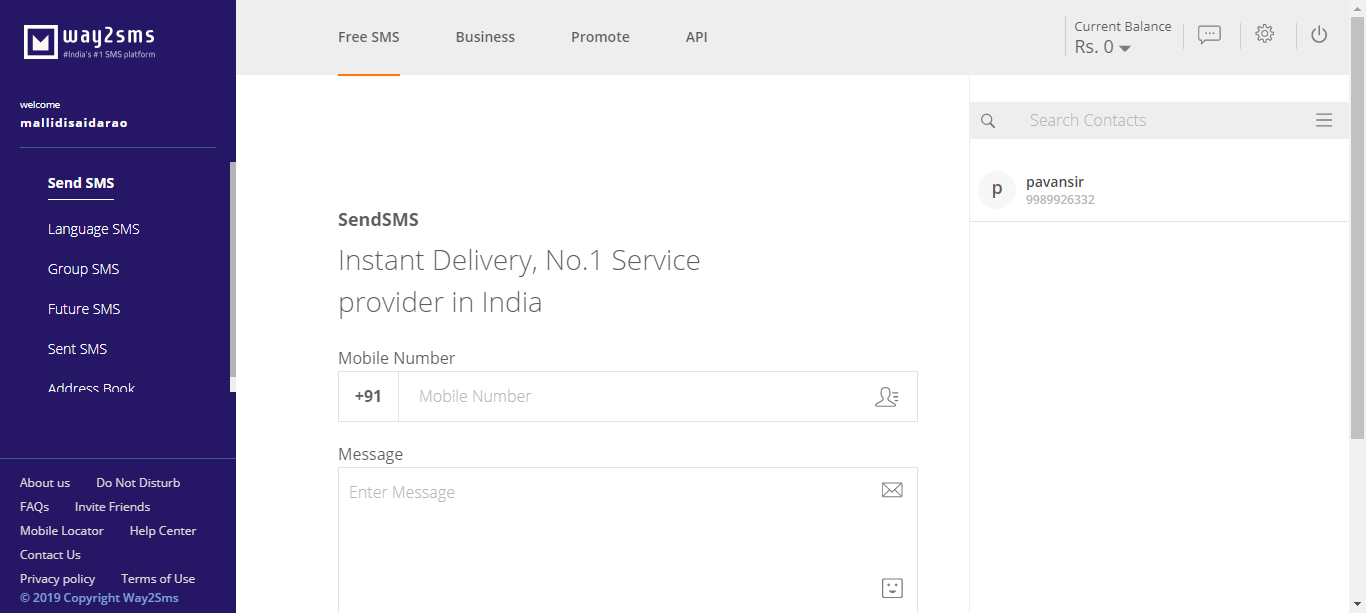 way2sms
#India's #1 SMS platform
welcome
mallidisaidarao
Send SMS
Language SMS
Group SMS
Future SMS
Sent SMS
Address Book
About us Do Not Disturb
FAQs Invite Friends
Mobile Locator Help Center
Contact Us
Privacy policy Terms of Use
© 2019 Copyright Way2Sms
Free SMS Business Promote API
Current Balance
Rs. 0
SendSMS
Instant Delivery, No.1 Service
provider in India
Mobile Number
+91 Mobile Number
Message
Enter Message
Search Contacts
p
pavansir
9989926332